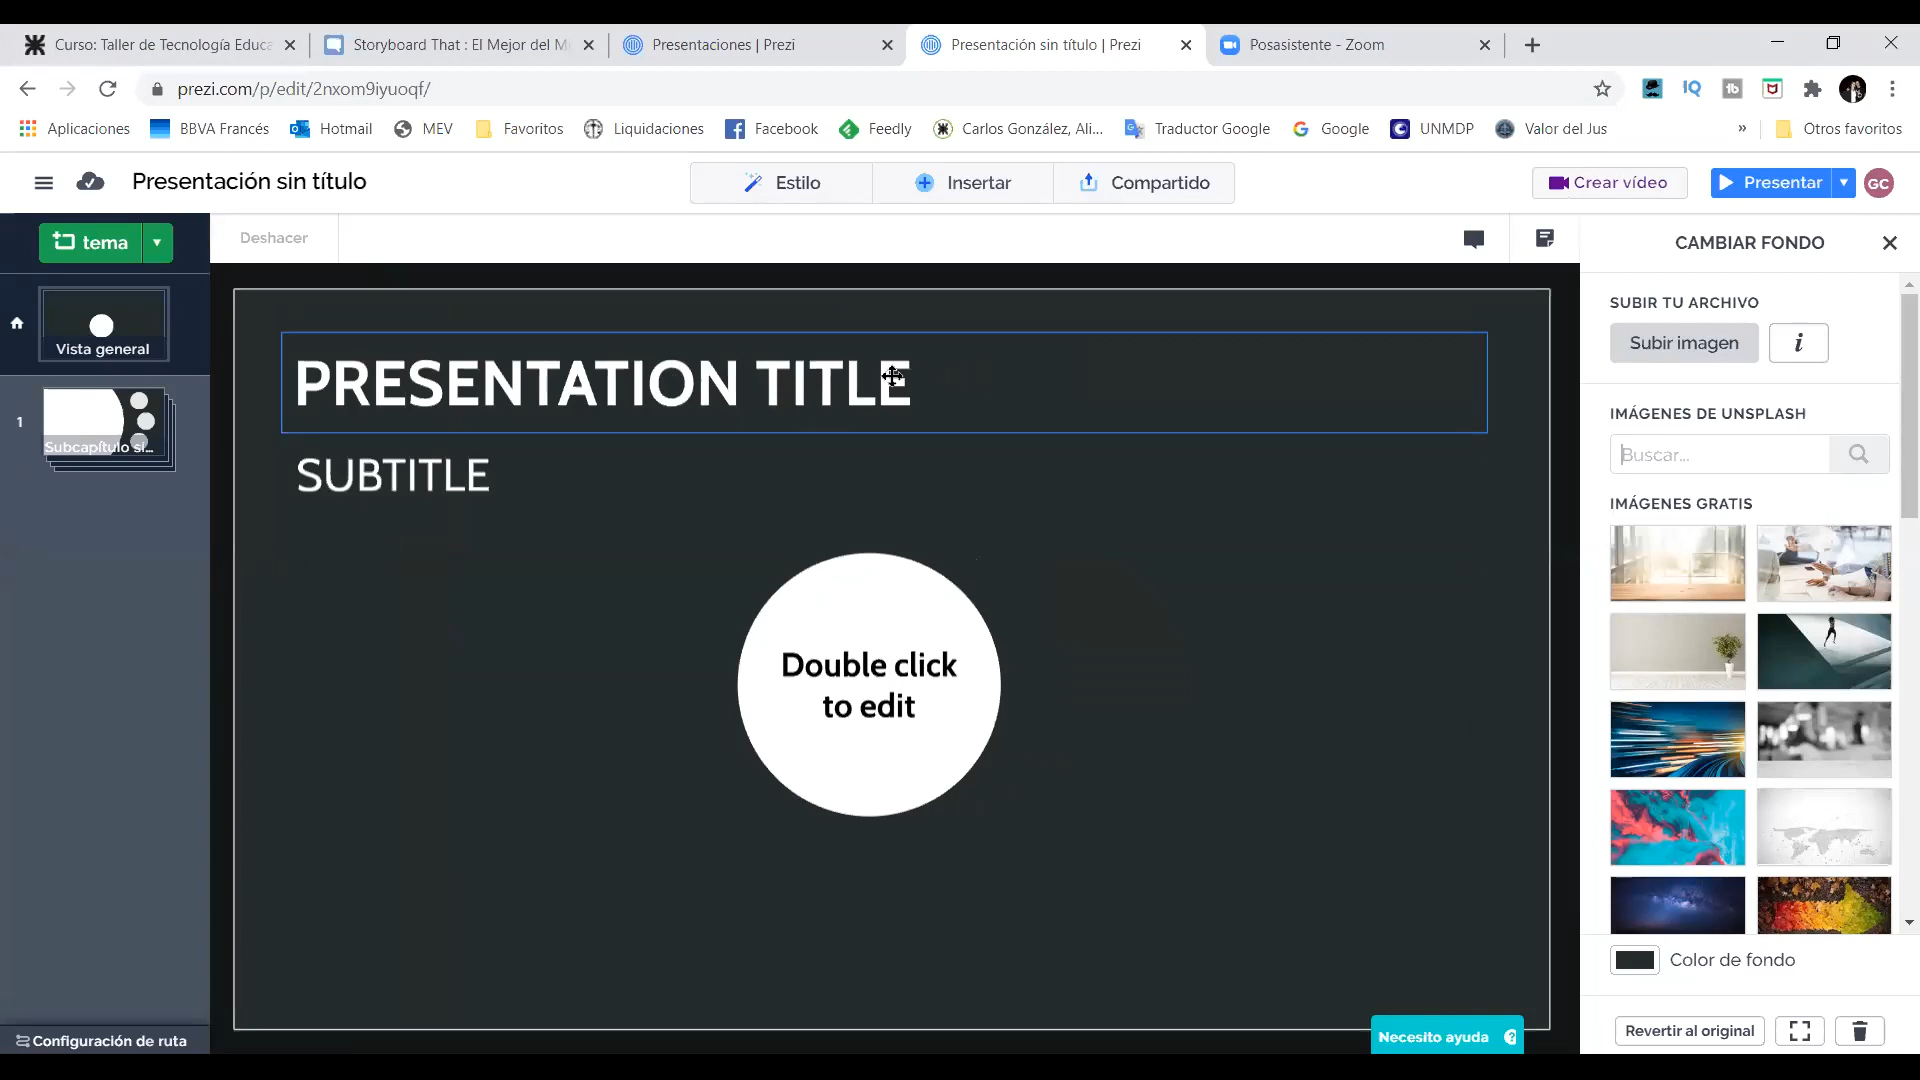 Curso: Taller de Tecnología Educa
Storyboard That : El Mejor del M
Presentaciones | Prezi
Presentación sin título | Prezi
Posasistente - Zoom
prezi.com/p/edit/2nxom9iyuoqf/
Aplicaciones
BBVA Francés
Hotmail
MEV
Favoritos
Liquidaciones
Facebook
Feedly
Carlos González, Ali...
Traductor Google
Google
UNMDP
Valor del Jus
»
Otros favoritos
Presentación sin título
Estilo
Insertar
Compartido
Crear vídeo
Presentar
GC
tema
Deshacer
CAMBIAR FONDO
Vista general
1
Subcapítulo si...
PRESENTATION TITLE
SUBTITLE
Double click
to edit
SUBIR TU ARCHIVO
Subir imagen
i
IMÁGENES DE UNSPLASH
Buscar...
IMÁGENES GRATIS
Color de fondo
Revertir al original
Configuración de ruta
Necesito ayuda ?